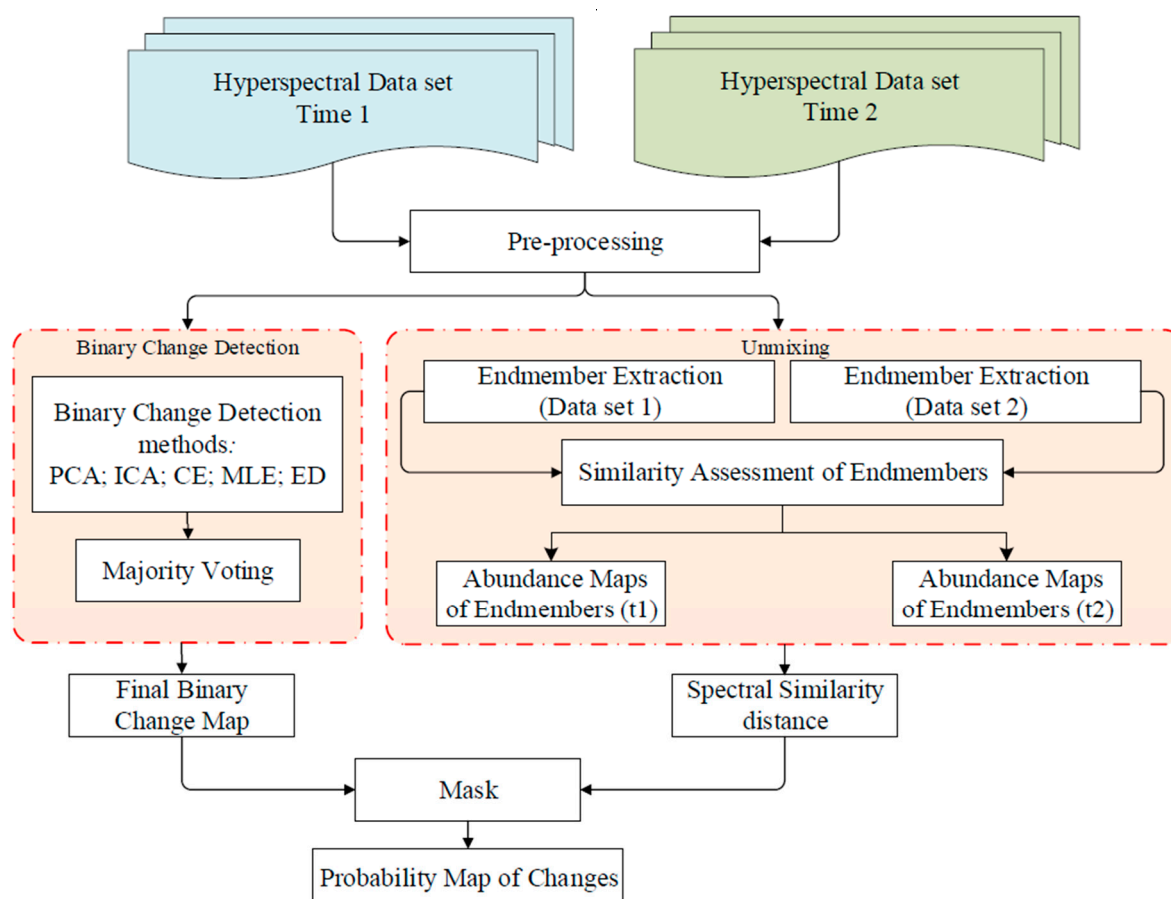 Hyperspectral Data set
Time 1
Hyperspectral Data set
Time 2
Pre-processing
Binary Change Detection
Binary Change Detection
methods:
PCA; ICA; CE; MLE; ED
Majority Voting
Unmixing
Endmember Extraction
(Data set 1)
Endmember Extraction
(Data set 2)
Similarity Assessment of Endmembers
Abundance Maps
of Endmembers (t1)
Abundance Maps
of Endmembers (t2)
Final Binary
Change Map
Spectral Similarity
distance
Mask
Probability Map of Changes